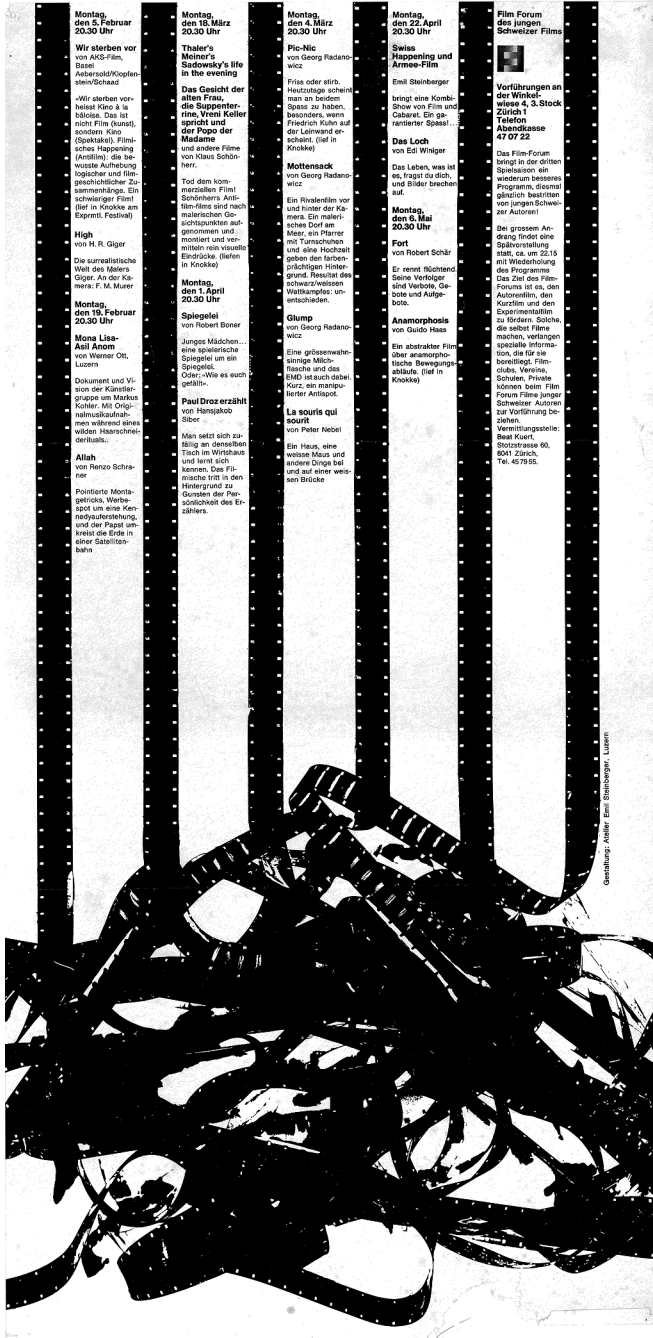 Montag,
den 5. Februar
20.30 Uhr
Wir sterben vor
von AKS-Film,
Basel
Aebersold/Klopfen-
stein/Schaad
«Wir sterben vor-
heisst Kino à la
bâloise. Das ist
nicht Film (kunst),
sondern Kino
(Spektakel). Filmi-
sches Happening
(Antifilm): die be-
wusste Aufhebung
logischer und film-
geschichtlicher Zu-
sammenhänge. Ein
schwieriger Film!
(lief in Knokke am
Exprmtl. Festival)
High
von H. R. Giger
Die surrealistische
Welt des Malers
Giger. An der Ka-
mera: F. M. Murer
Montag,
den 19. Februar
20.30 Uhr
Mona Lisa-
Asil Anom
von Werner Ott,
Luzern
Dokument und Vi-
sion der Künstler-
gruppe um Markus
Kohler. Mit Origi-
nalmusikaufnah-
men während eines
wilden Haarschnei-
derituals.
Allah
von Renzo Schra-
ner
Pointierte Monta-
getricks, Werbe-
spot um eine Ken-
nedyauferstehung,
und der Papst um-
kreist die Erde in
einer Satelliten-
bahn
Montag,
den 18. März
20.30 Uhr
Thaler's
Meiner's
Sadowsky's life
in the evening
Das Gesicht der
alten Frau,
die Suppenter-
rine, Vreni Keller
spricht und
der Popo der
Madame
und andere Filme
von Klaus Schön-
herr.
Tod dem kom-
merziellen Film!
Schönherrs Anti-
film-films sind nach
malerischen Ge-
sichtspunkten auf-
genommen und
montiert und ver-
mitteln rein visuelle
Eindrücke. (liefen
in Knokke)
Montag,
den 1. April
20.30 Uhr
Spiegelei
von Robert Boner
Junges Mädchen...
eine spielerische
Spiegelei um ein
Spiegelei.
Oder: «Wie es euch
gefällt».
Paul Droz erzählt
von Hansjakob
Siber
Man setzt sich zu-
fällig an denselben
Tisch im Wirtshaus
und lernt sich
kennen. Das Fil-
mische tritt in den
Hintergrund zu
Gunsten der Per-
sönlichkeit des Er-
zählers.
Montag,
den 4. März
20.30 Uhr
Pic-Nic
von Georg Radano-
wicz
Friss oder stirb.
Heutzutage scheint
man an beidem
Spass zu haben,
besonders, wenn
Friedrich Kuhn auf
der Leinwand er-
scheint. (lief in
Knokke)
Mottensack
von Georg Radano-
wicz
Ein Rivalenfilm vor
und hinter der Ka-
mera. Ein maleri-
sches Dorf am
Meer, ein Pfarrer
mit Turnschuhen
und eine Hochzeit
geben den farben-
prächtigen Hinter-
grund. Resultat des
schwarz/weissen
Wettkampfes: un-
entschieden.
Glump
von Georg Radano-
wicz
Eine grössenwahn-
sinnige Milch-
flasche und das
EMD ist auch dabei.
Kurz, ein manipu-
lierter Antispot.
La souris qui
sourit
von Peter Nebel
Ein Haus, eine
weisse Maus und
andere Dinge bei
und auf einer weis-
sen Brücke
Montag,
den 22. April
20.30 Uhr
Swiss
Happening und
Armee-Film
Emil Steinberger
bringt eine Kombi-
Show von Film und
Cabaret. Ein ga-
rantierter Spass!...
Das Loch
von Edi Winiger
Das Leben, was ist
es, fragst du dich,
und Bilder brechen
auf.
Montag,
den 6. Mai
20.30 Uhr
Fort
von Robert Schär
Er rennt flüchtend.
Seine Verfolger
sind Verbote, Ge-
bote und Aufge-
bote.
Anamorphosis
von Guido Haas
Ein abstrakter Film
über anamorpho-
tische Bewegungs-
abläufe. (lief in
Knokke)
Film Forum
des jungen
Schweizer Films
Vorführungen an
der Winkel-
wiese 4, 3. Stock
Zürich 1
Telefon
Abendkasse
47 07 22
Das Film-Forum
bringt in der dritten
Spielsaison ein
wiederum besseres
Programm, diesmal
gänzlich bestritten
von jungen Schwei-
zer Autoren!
Bei grossem An-
drang findet eine
Spätvorstellung
statt, ca. um 22.15
mit Wiederholung
des Programms
Das Ziel des Film-
Forums ist es, den
Autorenfilm, den
Kurzfilm und den
Experimentalfilm
zu fördern. Solche,
die selbst Filme
machen, verlangen
spezielle Informa-
tion, die für sie
bereitliegt. Film-
clubs, Vereine,
Schulen, Private
können beim Film
Forum Filme junger
Schweizer Autoren
zur Vorführung be-
ziehen.
Vermittlungsstelle:
Beat Kuert,
Stotzstrasse 60,
8041 Zürich,
Tel. 45 79 55.
Gestaltung: Atelier Emil Steinberger, Luzern